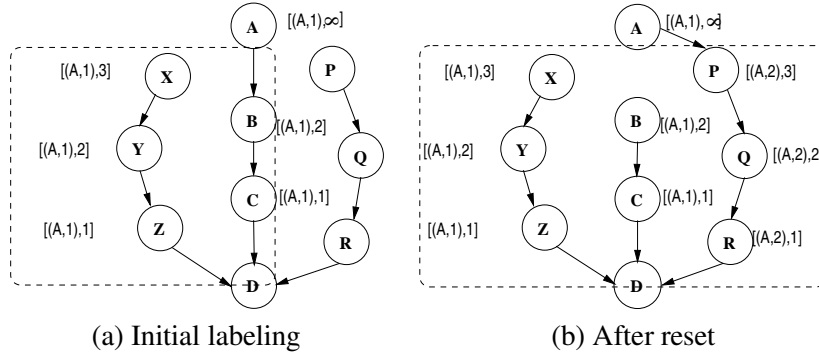 A [(A,1),∞]
P
[(A,1),3] X
B [(A,1),2]
[(A,1),2] Y
Q
C [(A,1),1]
[(A,1),1] Z
R
D
(a) Initial labeling
A [(A,1),∞]
[(A,1),3] X
P [(A,2),3]
B [(A,1),2]
[(A,1),2] Y
Q [(A,2),2]
C [(A,1),1]
[(A,1),1] Z
R [(A,2),1]
D
(b) After reset